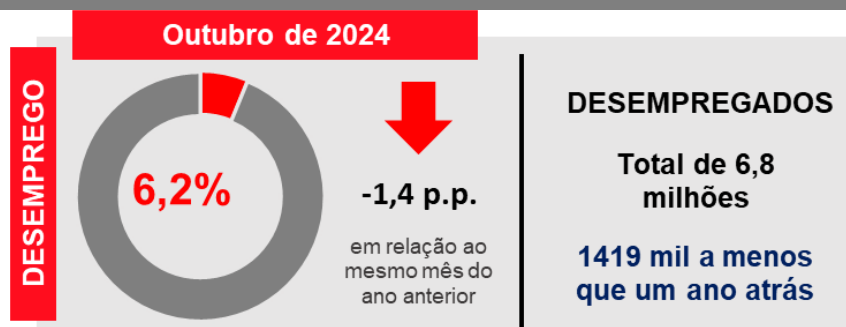 Outubro de 2024
DESEMPREGO
6,2%
-1,4 p.p.
em relação ao
mesmo mês do
ano anterior
DESEMPREGADOS
Total de 6,8
milhões
1419 mil a menos
que um ano atrás